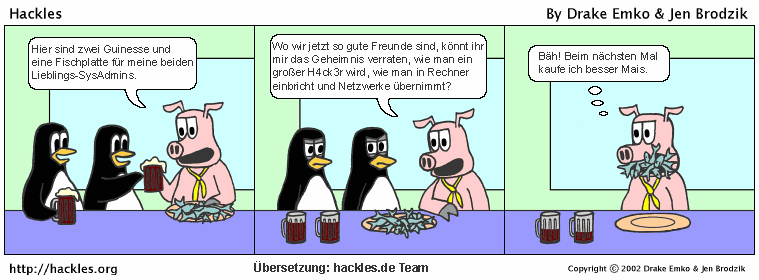 Hackles
By Drake Emko & Jen Brodzik
Hier sind zwei Guinesse und
eine Fischplatte für meine beiden
Lieblings-SysAdmins.
Wo wir jetzt so gute Freunde sind, könnt ihr
mir das Geheimnis verraten, wie man ein
großer H4ck3r wird, wie man in Rechner
einbricht und Netzwerke übernimmt?
Bäh! Beim nächsten Mal
kaufe ich besser Mais.
http://hackles.org
Übersetzung: hackles.de Team
Copyright © 2002 Drake Emko & Jen Brodzik